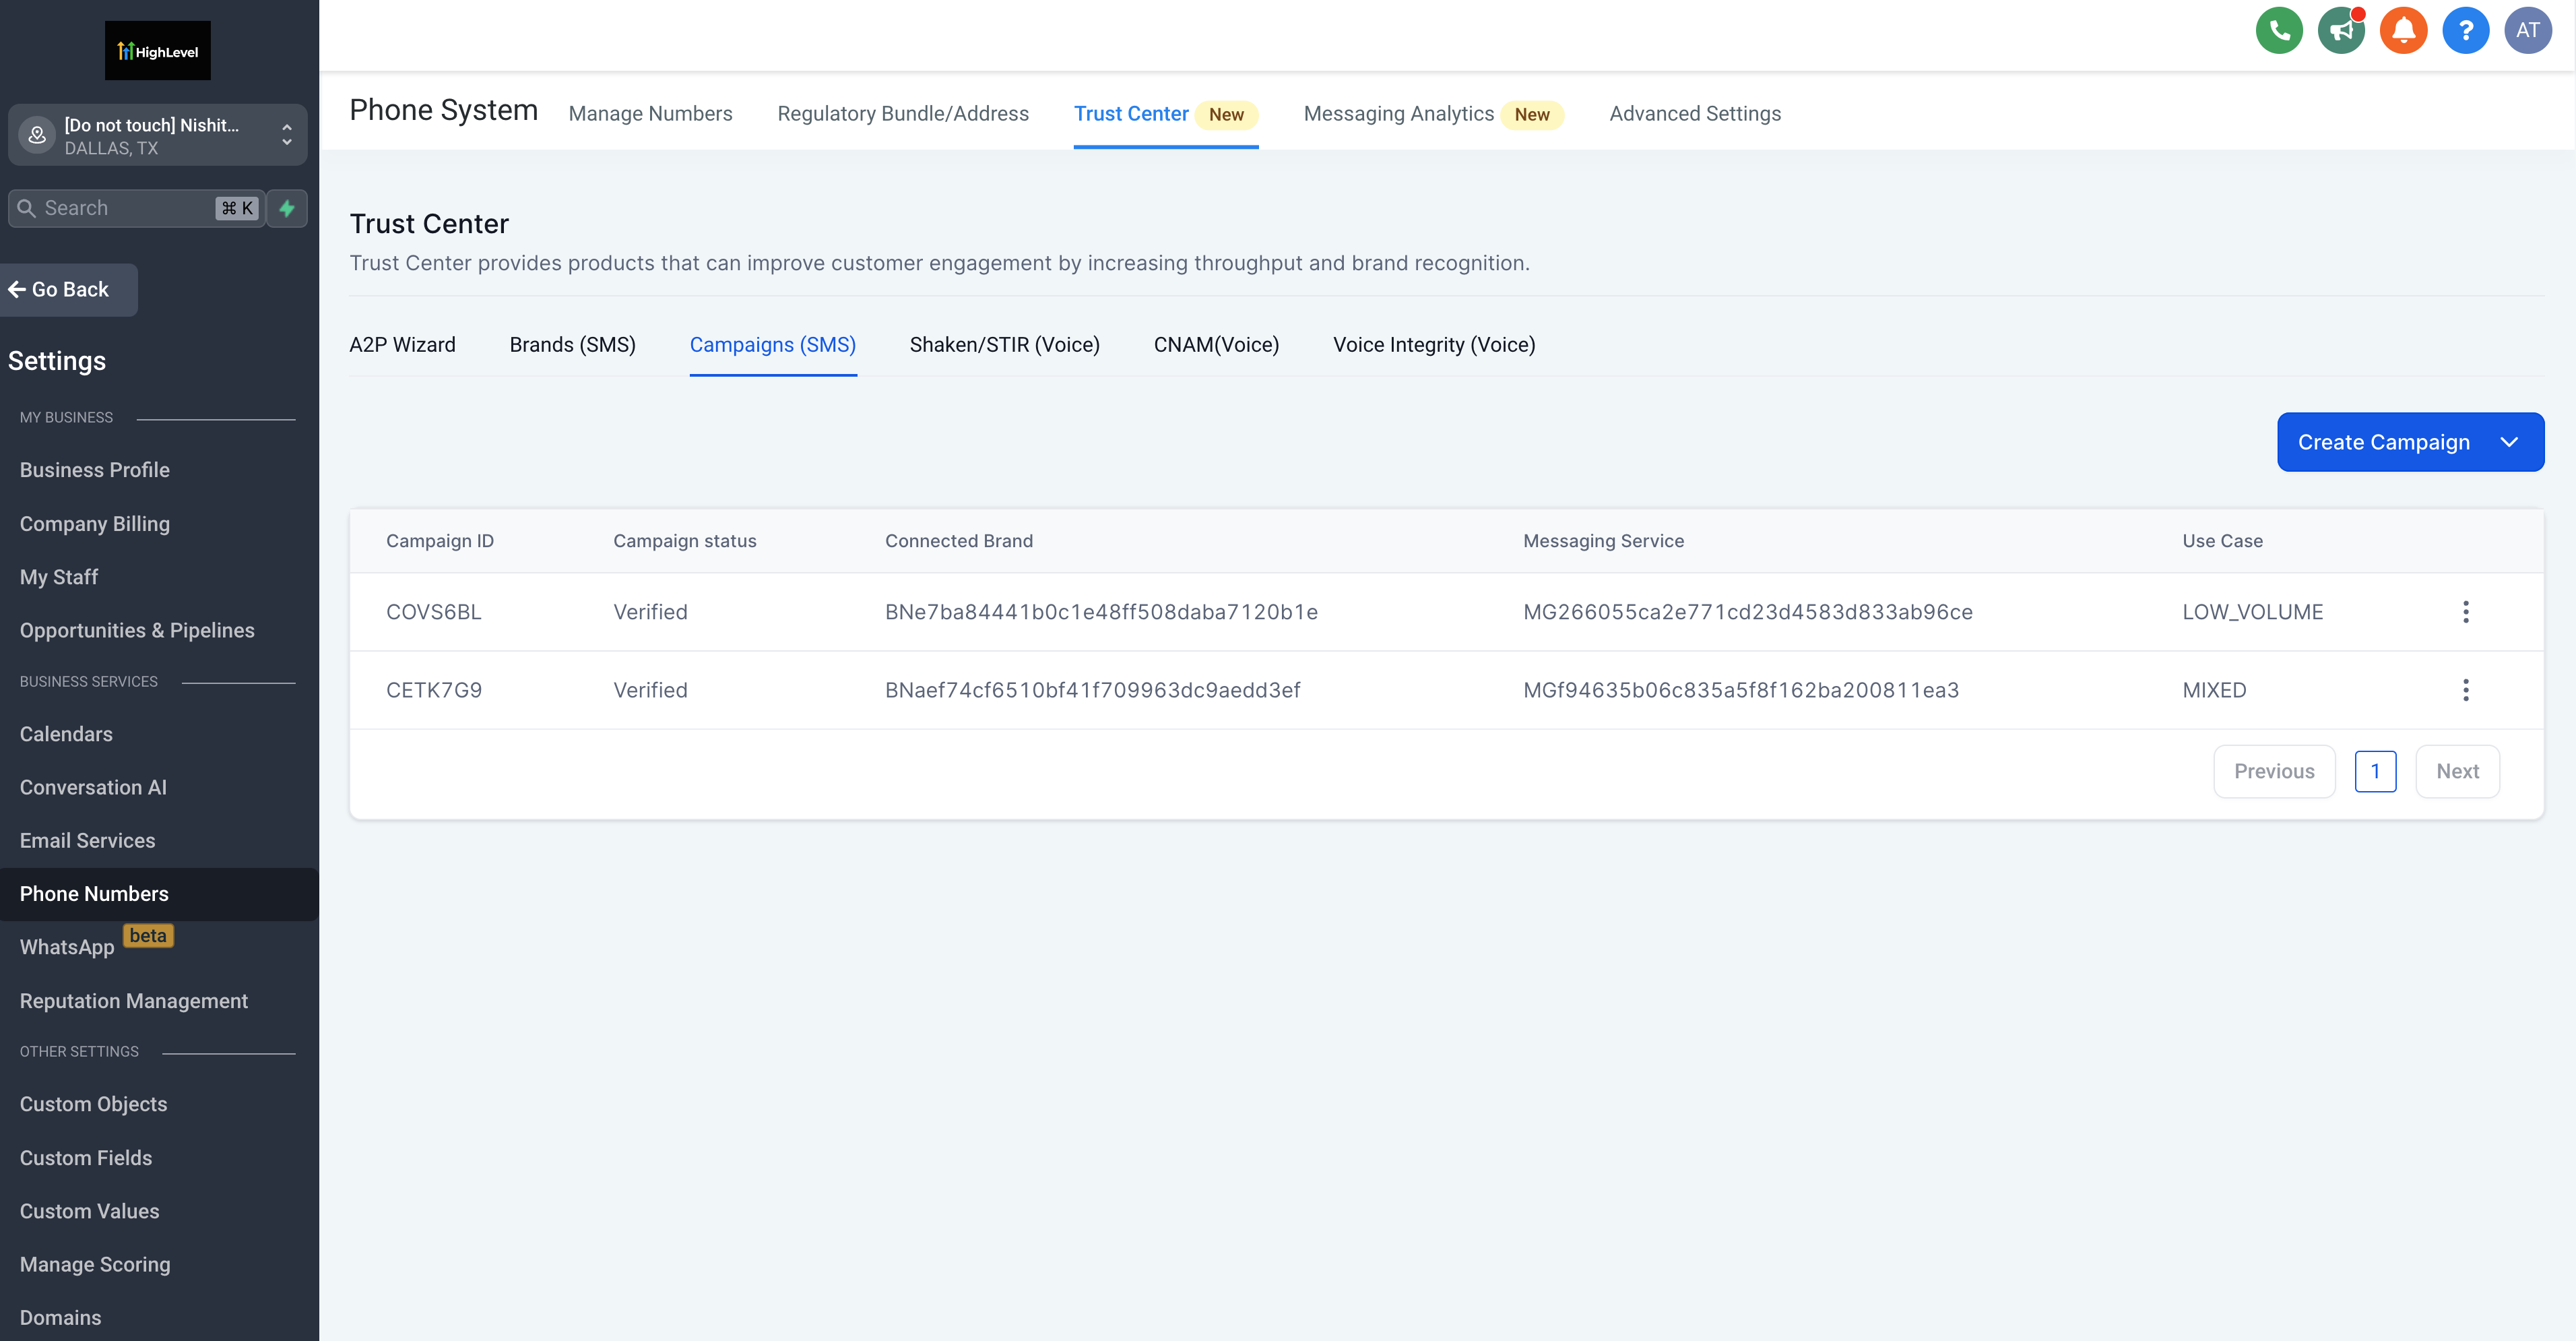 HighLevel
[Do not touch] Nishit...
DALLAS, TX
Search
⌘ K
Go Back
Settings
MY BUSINESS
Business Profile
Company Billing
My Staff
Opportunities & Pipelines
BUSINESS SERVICES
Calendars
Conversation AI
Email Services
Phone Numbers
WhatsApp beta
Reputation Management
OTHER SETTINGS
Custom Objects
Custom Fields
Custom Values
Manage Scoring
Domains
? AT
Phone System Manage Numbers Regulatory Bundle/Address Trust Center New Messaging Analytics New Advanced Settings
Trust Center
Trust Center provides products that can improve customer engagement by increasing throughput and brand recognition.
A2P Wizard Brands (SMS) Campaigns (SMS) Shaken/STIR (Voice) CNAM(Voice) Voice Integrity (Voice)
Create Campaign
Campaign ID Campaign status Connected Brand Messaging Service Use Case
COVS6BL Verified BNe7ba84441b0c1e48ff508daba7120b1e MG266055ca2e771cd23d4583d833ab96ce LOW_VOLUME
CETK7G9 Verified BNaef74cf6510bf41f709963dc9aedd3ef MGf94635b06c835a5f8f162ba200811ea3 MIXED
Previous 1 Next